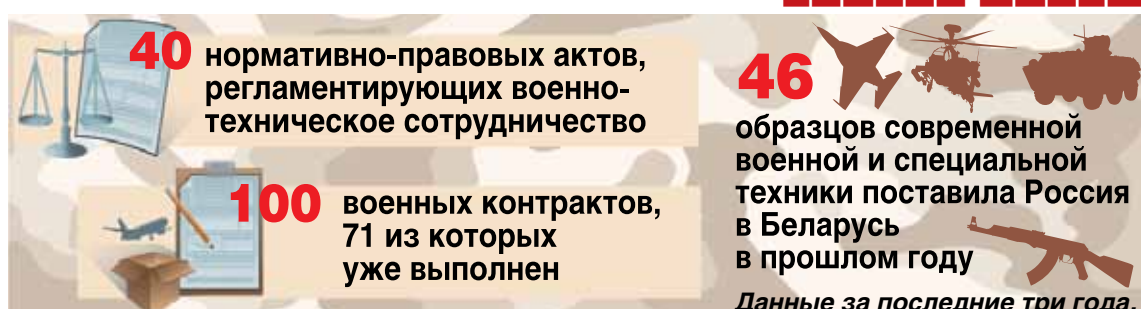 40 нормативно-правовых актов,
регламентирующих военно-
техническое сотрудничество
100 военных контрактов,
71 из которых
уже выполнен
46
образцов современной
военной и специальной
техники поставила Россия
в Беларусь
в прошлом году
Данные за последние три года.